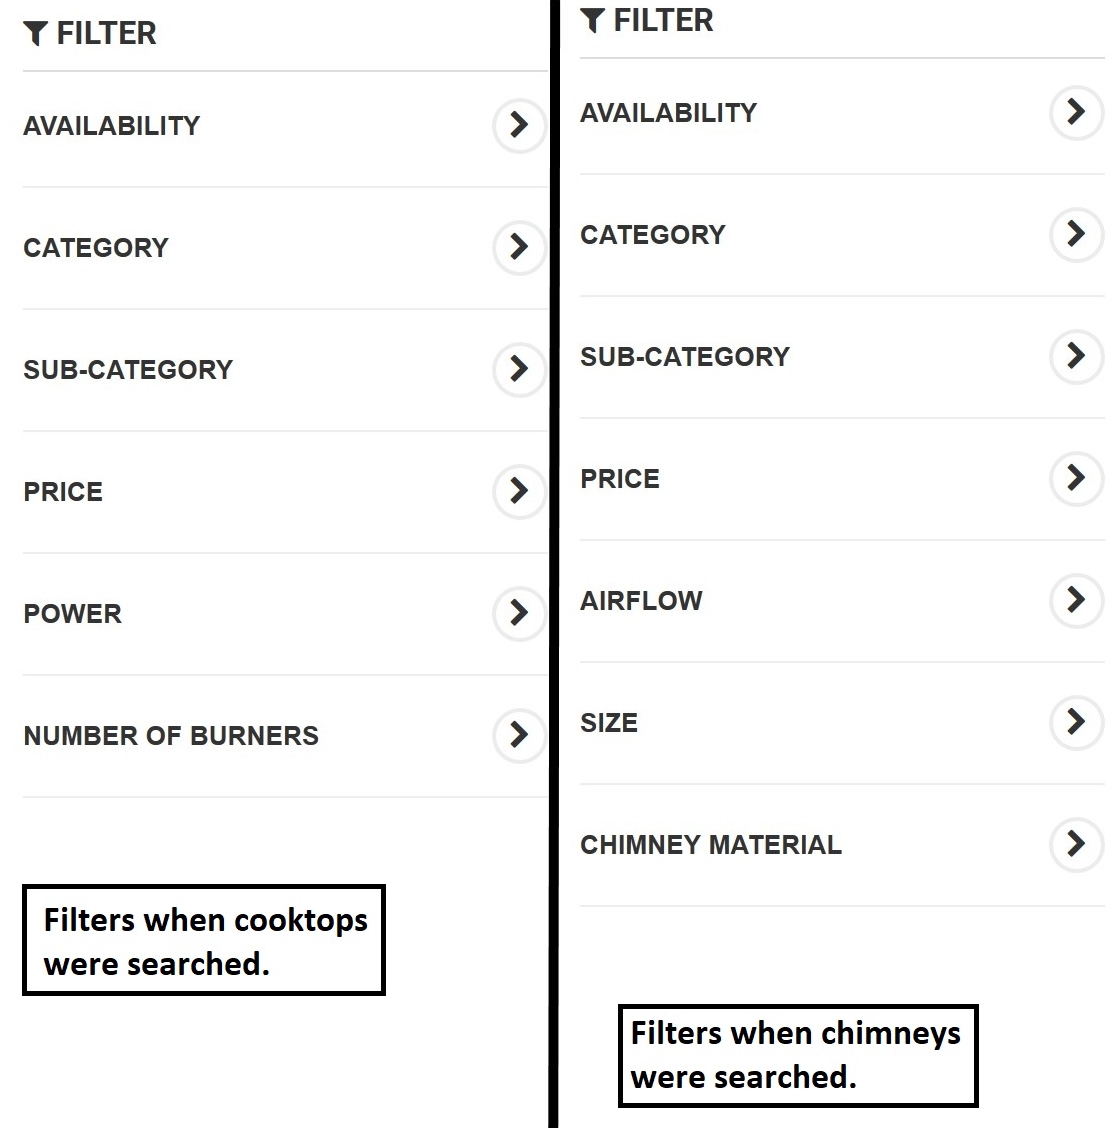 FILTER
AVAILABILITY
CATEGORY
SUB-CATEGORY
PRICE
POWER
NUMBER OF BURNERS
Filters when cooktops
were searched.
FILTER
AVAILABILITY
CATEGORY
SUB-CATEGORY
PRICE
AIRFLOW
SIZE
CHIMNEY MATERIAL
Filters when chimneys
were searched.